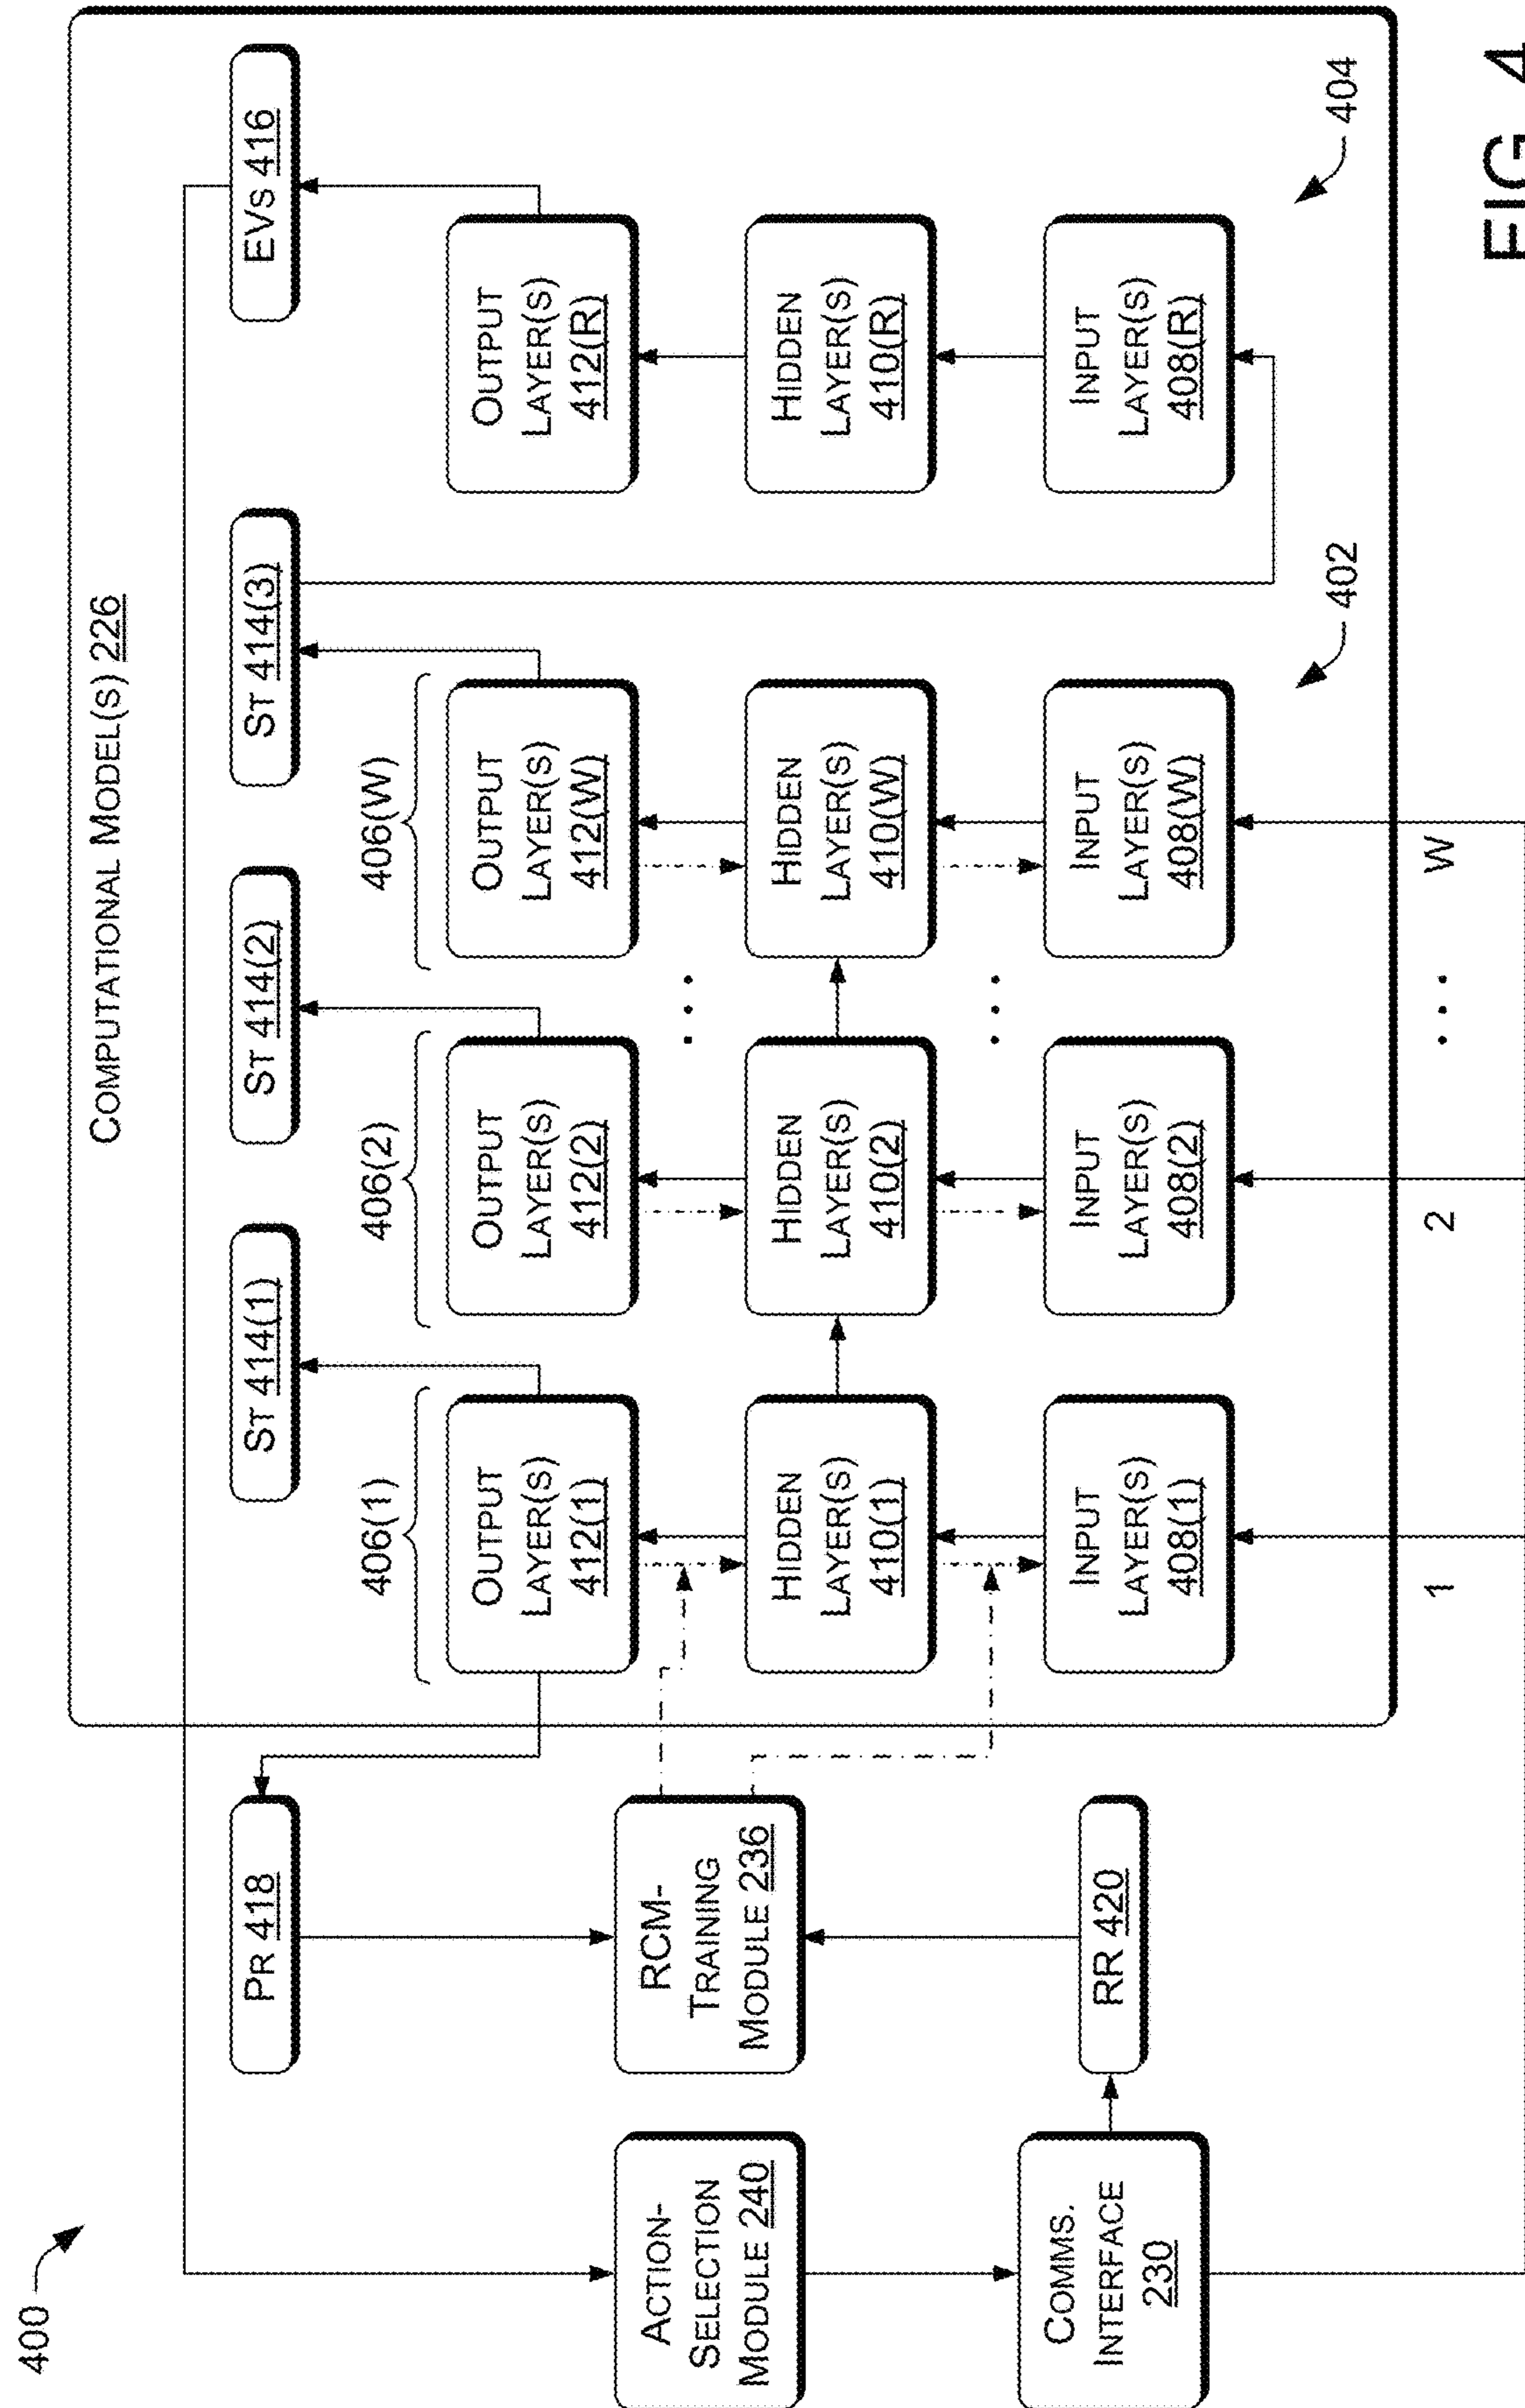 400
COMPUTATIONAL MODEL(S) 226
PR 418
ST 414(1)
ST 414(2)
ST 414(3)
EVS 416
406(1)
406(2)
406(W)
ACTION-
SELECTION
MODULE 240
RCM-
TRAINING
MODULE 236
OUTPUT
LAYER(S)
412(1)
OUTPUT
LAYER(S)
412(2)
OUTPUT
LAYER(S)
412(W)
OUTPUT
LAYER(S)
412(R)
HIDDEN
LAYER(S)
410(1)
HIDDEN
LAYER(S)
410(2)
...
HIDDEN
LAYER(S)
410(W)
HIDDEN
LAYER(S)
410(R)
COMMS.
INTERFACE
230
RR 420
INPUT
LAYER(S)
408(1)
INPUT
LAYER(S)
408(2)
...
INPUT
LAYER(S)
408(W)
INPUT
LAYER(S)
408(R)
402
404
1
2
...
W
FIG. 4